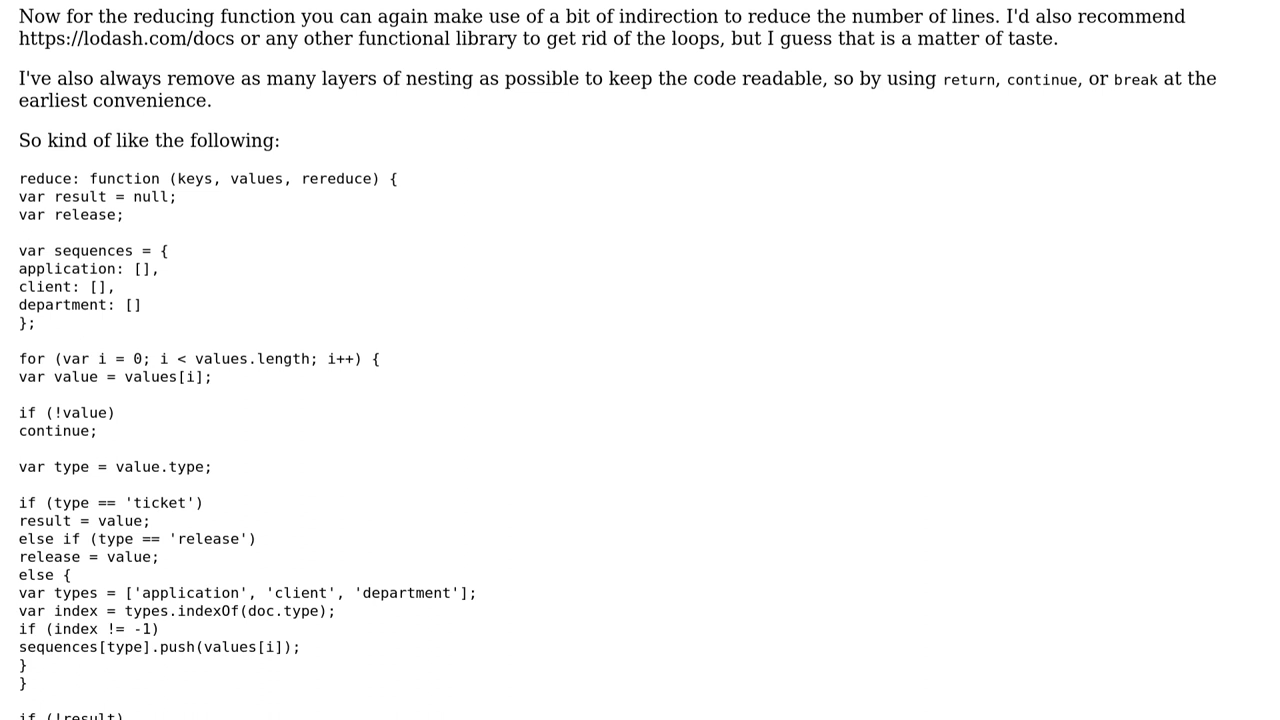 Now for the reducing function you can again make use of a bit of indirection to reduce the number of lines. I'd also recommend
https://lodash.com/docs or any other functional library to get rid of the loops, but I guess that is a matter of taste.
I've also always remove as many layers of nesting as possible to keep the code readable, so by using return, continue, or break at the
earliest convenience.
So kind of like the following:
reduce: function (keys, values, rereduce) {
var result = null;
var release;
var sequences = {
application: [],
client: [],
department: []
};
for (var i = 0; i < values.length; i++) {
var value = values[i];
if (!value)
continue;
var type = value.type;
if (type == 'ticket')
result = value;
else if (type == 'release')
release = value;
else {
var types = ['application', 'client', 'department'];
var index = types.indexOf(doc.type);
if (index != -1)
sequences[type].push(values[i]);
}
}
if (!result)